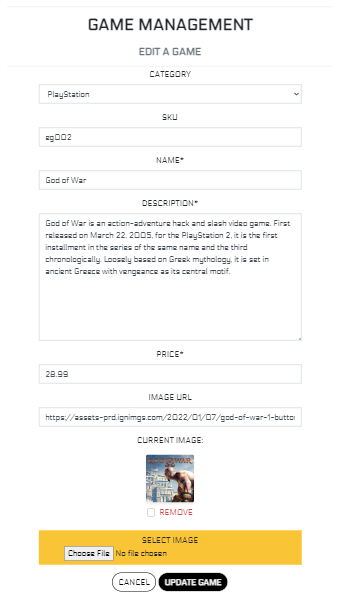 GAME MANAGEMENT
EDIT A GAME
CATEGORY
PlayStation
SKU
eg002
NAME*
God of War
DESCRIPTION*
God of War is an action-adventure hack and slash video game. First
released on March 22, 2005, for the PlayStation 2, it is the first
installment in the series of the same name and the third
chronologically. Loosely based on Greek mythology, it is set in
ancient Greece with vengeance as its central motif.
PRICE*
28.99
IMAGE URL
https://assets-prd.ignimgs.com/2022/01/07/god-of-war-1-button
CURRENT IMAGE:
GOD OF WAR
REMOVE
SELECT IMAGE
Choose File No file chosen
CANCEL UPDATE GAME